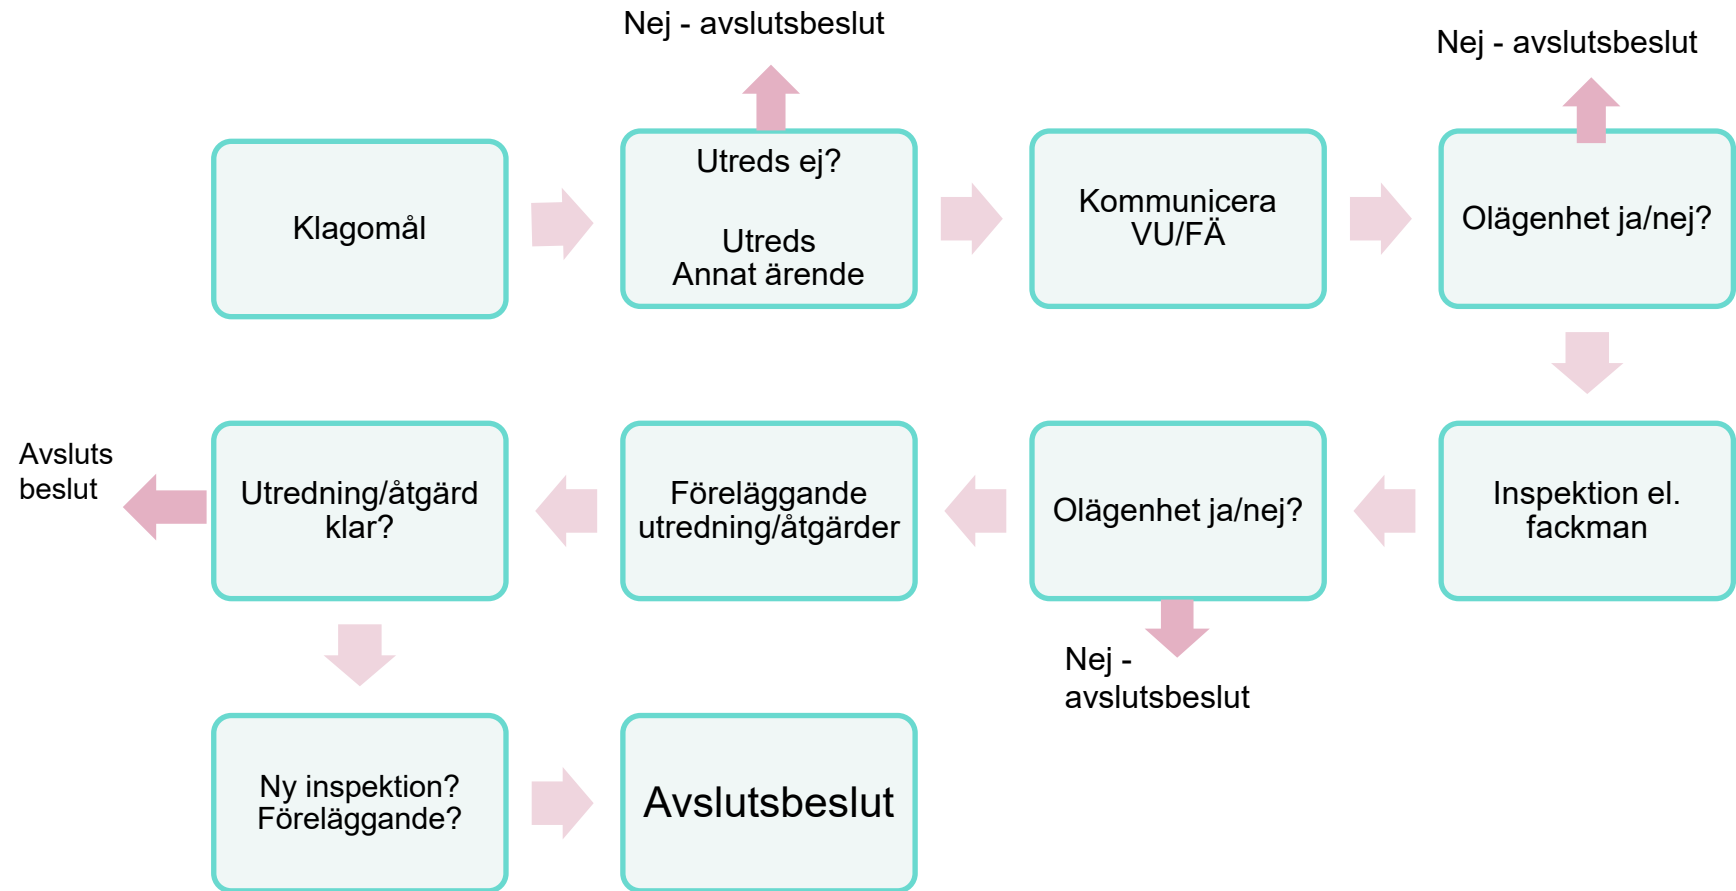 Nej - avslutsbeslut
Nej - avslutsbeslut
Klagomål
Utreds ej?
Utreds
Annat ärende
Kommunicera
VU/FÄ
Olägenhet ja/nej?
Inspektion el.
fackman
Olägenhet ja/nej?
Nej -
avslutsbeslut
Föreläggande
utredning/åtgärder
Utredning/åtgärd
klar?
Avsluts
beslut
Ny inspektion?
Föreläggande?
Avslutsbeslut